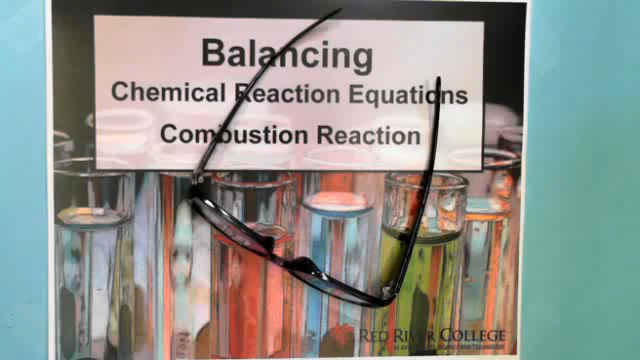 Balancing
Chemical Reaction Equations
Combustion Reaction
RED RIVER COLLEGE